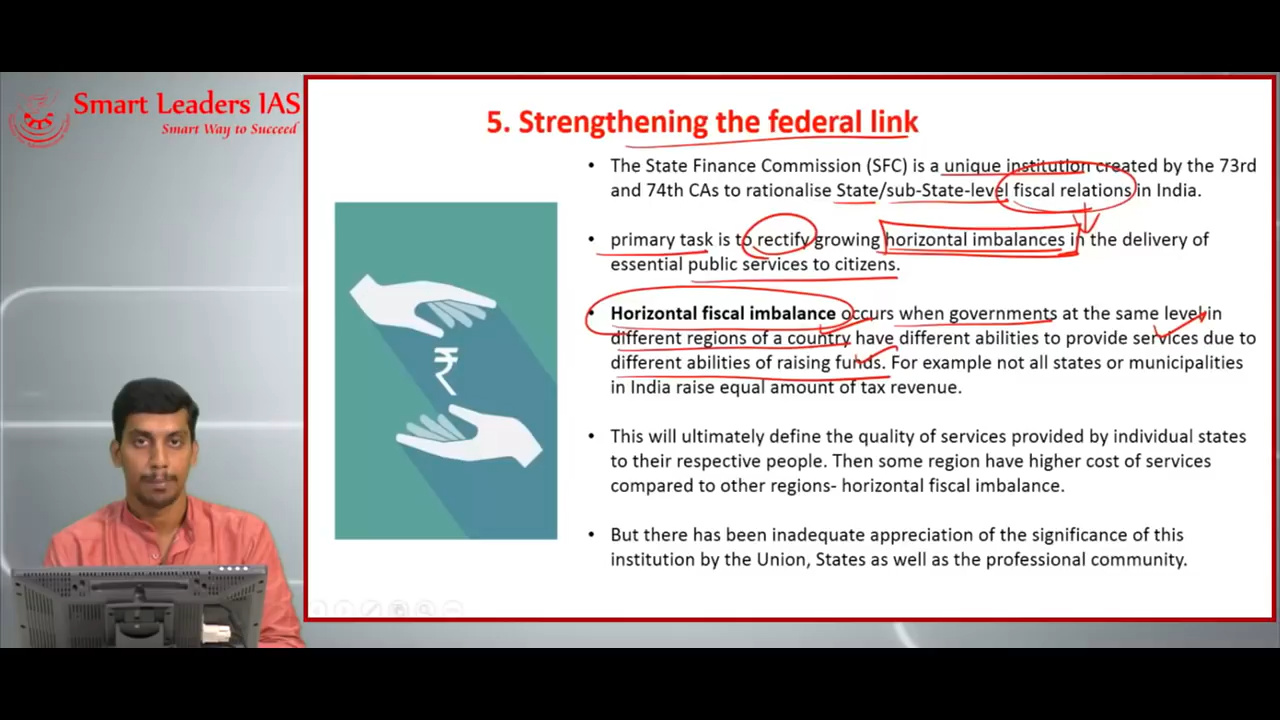 Smart Leaders IAS
Smart Way to Succeed
5. Strengthening the federal link
• The State Finance Commission (SFC) is a unique institution created by the 73rd
and 74th CAs to rationalise State/sub-State-level fiscal relations in India.
• primary task is to rectify growing horizontal imbalances in the delivery of
essential public services to citizens.
₹
• Horizontal fiscal imbalance occurs when governments at the same level in
different regions of a country have different abilities to provide services due to
different abilities of raising funds. For example not all states or municipalities
in India raise equal amount of tax revenue.
• This will ultimately define the quality of services provided by individual states
to their respective people. Then some region have higher cost of services
compared to other regions- horizontal fiscal imbalance.
• But there has been inadequate appreciation of the significance of this
institution by the Union, States as well as the professional community.